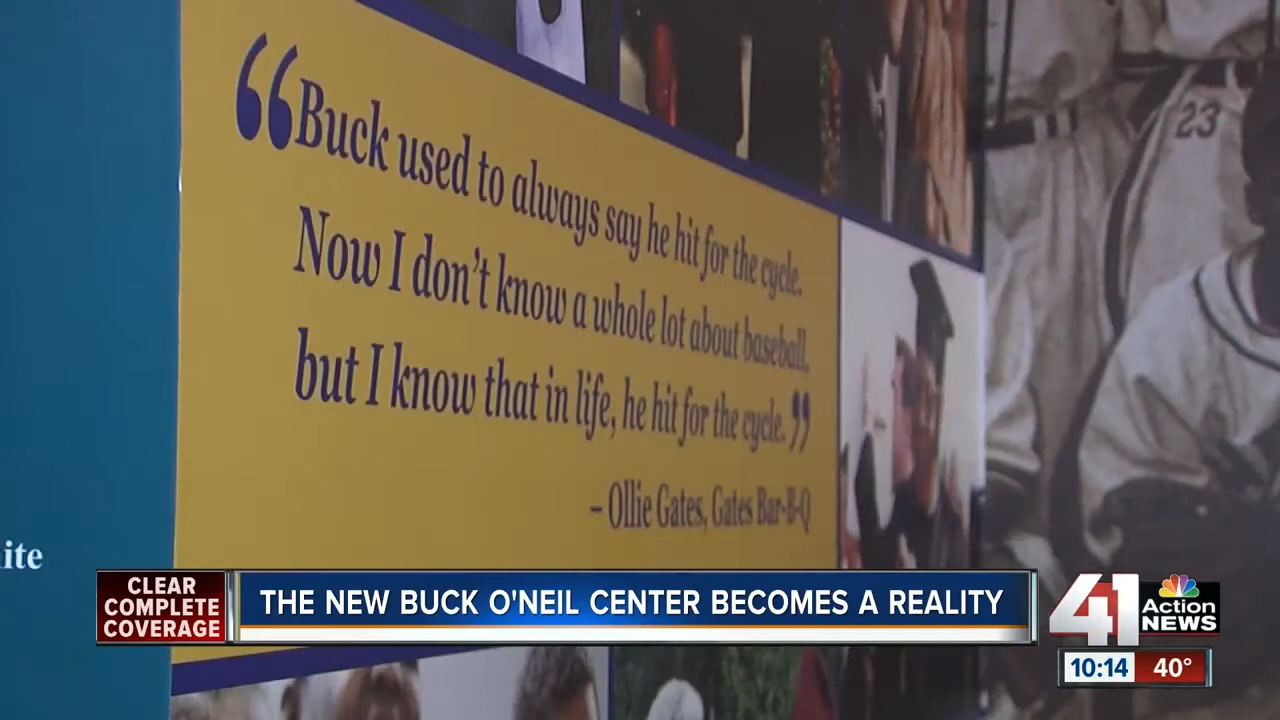 “Buck used to always say he hit for the cycle.
Now I don’t know a whole lot about baseball,
but I know that in life, he hit for the cycle.”
– Ollie Gates, Gates Bar-B-Q
23
ite
CLEAR
COMPLETE
COVERAGE
THE NEW BUCK O'NEIL CENTER BECOMES A REALITY
41
Action
NEWS
10:14
40°